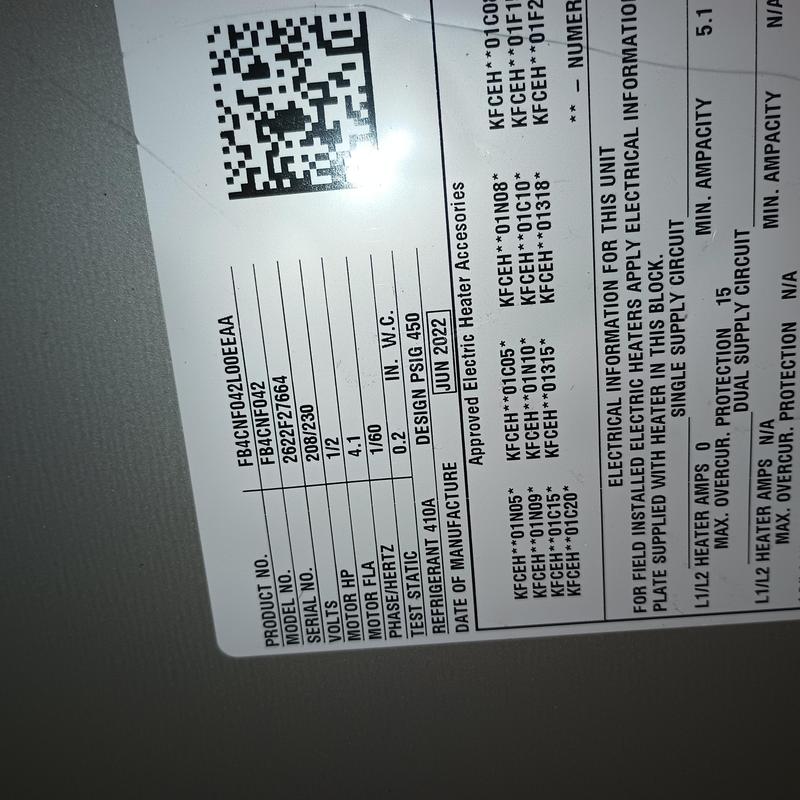 PRODUCT NO. FB4CNF042L00EEAA
MODEL NO. FB4CNF042
SERIAL NO. 2622F27664
VOLTS 208/230
MOTOR HP 1/2
MOTOR FLA 4.1
PHASE/HERTZ 1/60
TEST STATIC 0.2 IN. W.C.
REFRIGERANT 410A DESIGN PSIG 450
DATE OF MANUFACTURE JUN 2022
Approved Electric Heater Accesories
KFCEH**01N05* KFCEH**01C05* KFCEH**01N08* KFCEH**01C08
KFCEH**01N09* KFCEH**01N10* KFCEH**01C10* KFCEH**01F1
KFCEH**01C15* KFCEH**01315* KFCEH**01318* KFCEH**01F2
KFCEH**01C20*
** – NUMER
ELECTRICAL INFORMATION FOR THIS UNIT
FOR FIELD INSTALLED ELECTRIC HEATERS APPLY ELECTRICAL INFORMATION
PLATE SUPPLIED WITH HEATER IN THIS BLOCK.
SINGLE SUPPLY CIRCUIT
L1/L2 HEATER AMPS 0 MIN. AMPACITY 5.1
MAX. OVERCUR. PROTECTION 15
DUAL SUPPLY CIRCUIT
L1/L2 HEATER AMPS N/A MIN. AMPACITY N/A
MAX. OVERCUR. PROTECTION N/A